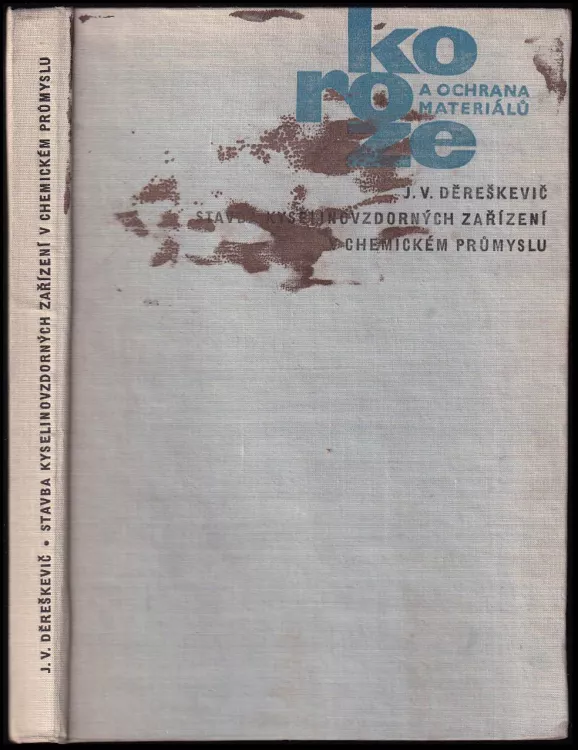 ko
ro
ze
A OCHRANA
MATERIÁLŮ
J. V. DĚREŠKEVIČ
STAVBA KYSELINOVZDORNÝCH ZAŘÍZENÍ
V CHEMICKÉM PRŮMYSLU
J. V. DĚREŠKEVIČ • STAVBA KYSELINOVZDORNÝCH ZAŘÍZENÍ V CHEMICKÉM PRŮMYSLU